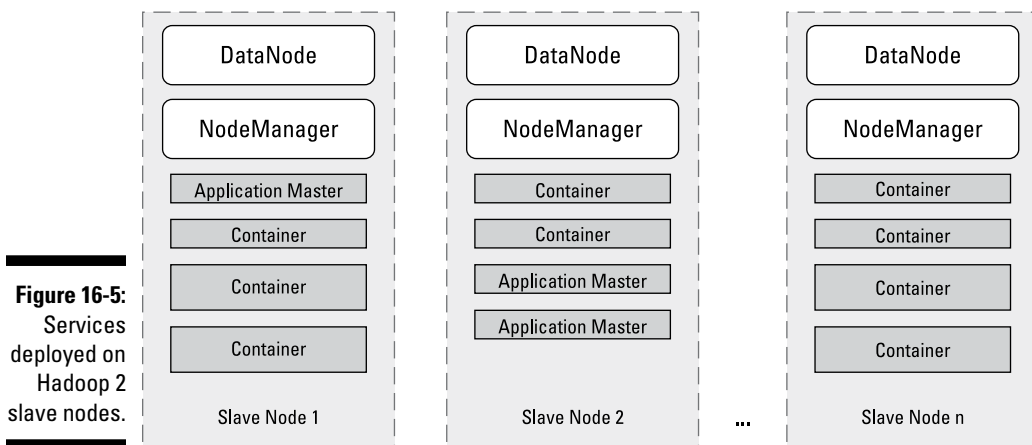 DataNode
NodeManager
Application Master
Container
Container
Container
Slave Node 1
DataNode
NodeManager
Container
Container
Application Master
Application Master
Slave Node 2
...
DataNode
NodeManager
Container
Container
Container
Container
Slave Node n
Figure 16-5:
Services
deployed on
Hadoop 2
slave nodes.